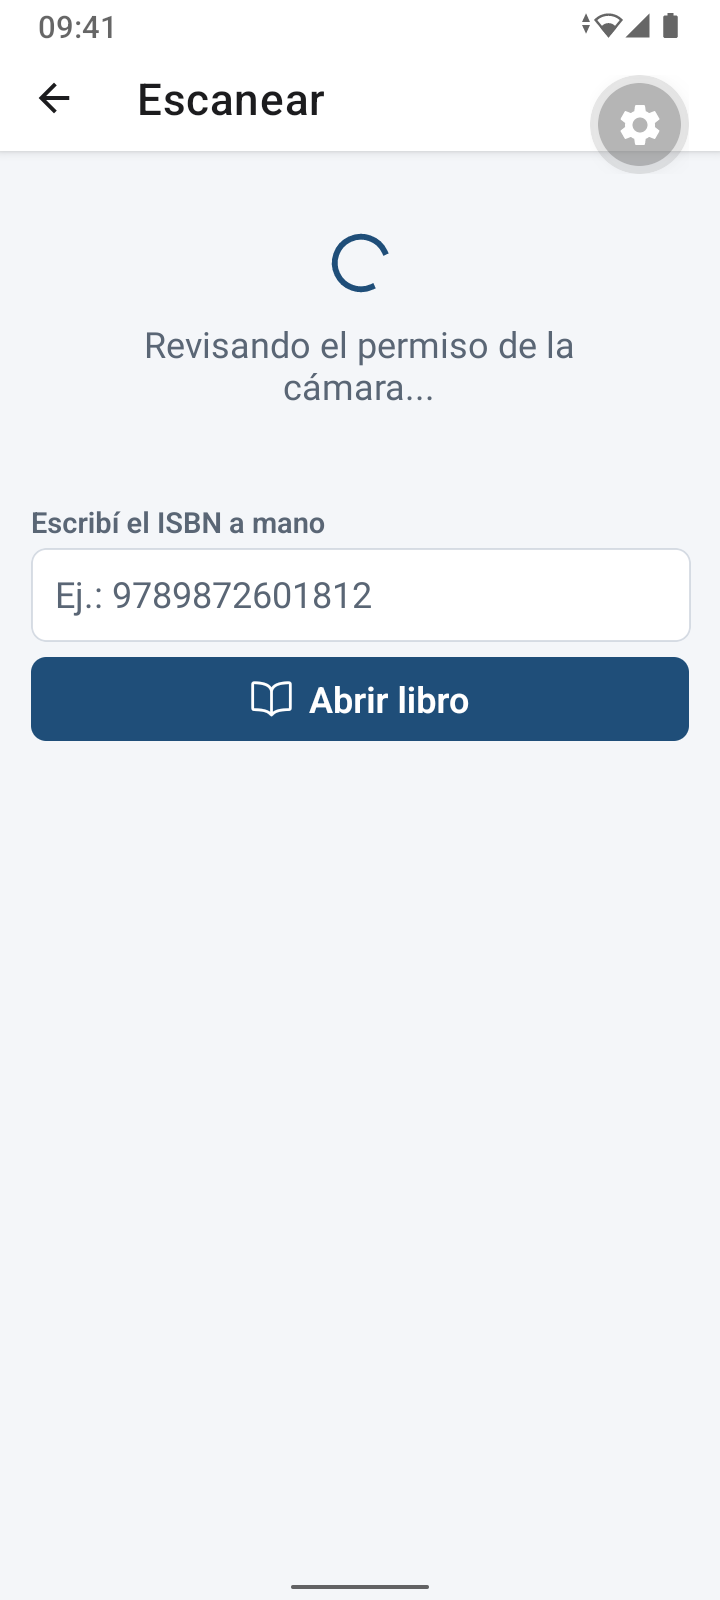 09:41
Escanear
Revisando el permiso de la
cámara...
Escribí el ISBN a mano
Ej.: 9789872601812
Abrir libro